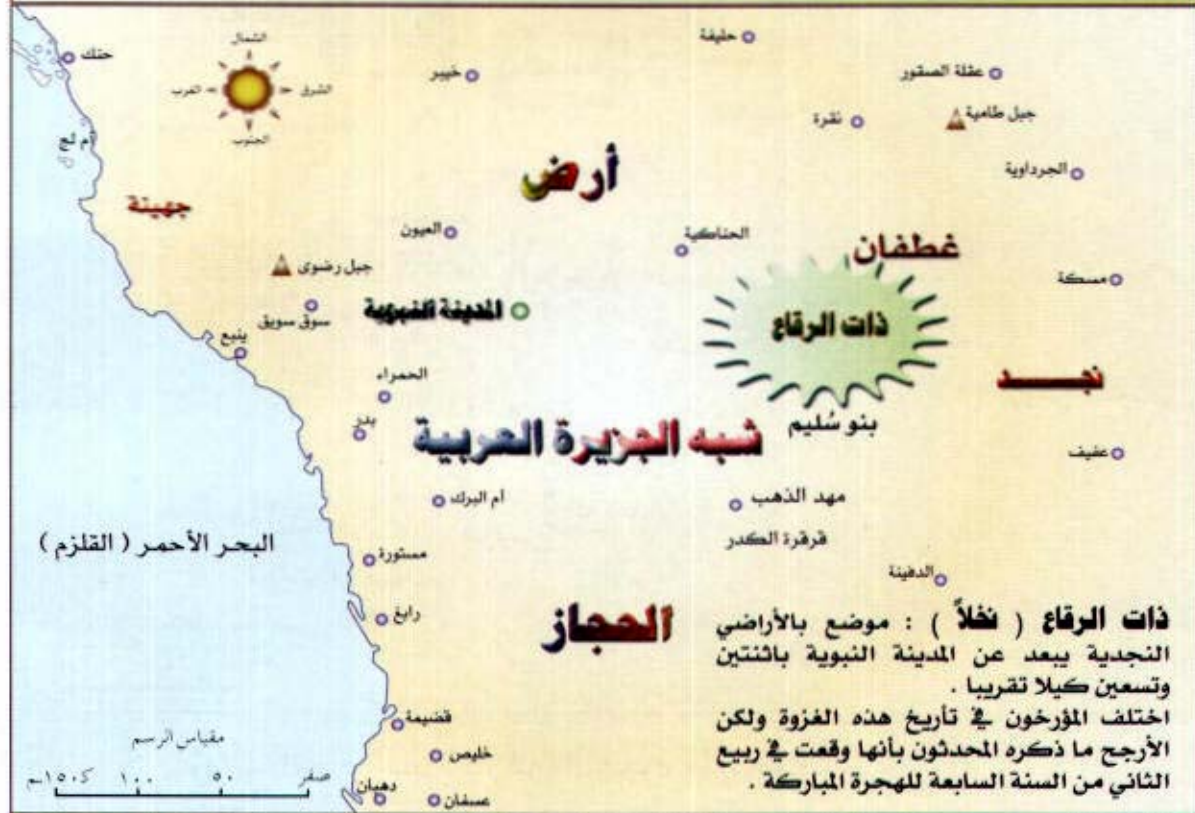 حليفة
عقلة الصقور
خيبر
حنك
الشمال
الشرق
الغرب
الجنوب
جبل طامية
نقرة
أم لج
الجرداوية
أرض
جهينة
العيون
الحناكية
غطفان
جبل رضوى
مسكة
سوق سويق
المدينة النبوية
ذات الرقاع
ينبع
الحمراء
نجد
بدر
شبه الجزيرة العربية
بنو سُليم
عفيف
أم البرك
مهد الذهب
البحر الأحمر ( القلزم )
قرقرة الكدر
مستورة
الدفينة
رابغ
الحجاز
ذات الرقاع ( نخلاً ) : موضع بالأراضي
النجدية يبعد عن المدينة النبوية باثنتين
وتسعين كيلا تقريبا .
اختلف المؤرخون في تأريخ هذه الغزوة ولكن
الأرجح ما ذكره المحدثون بأنها وقعت في ربيع
الثاني من السنة السابعة للهجرة المباركة .
قضيمة
مقياس الرسم
خليص
صفر ٥٠ ١٠٠ ١٥٠كم
دهبان
عسفان